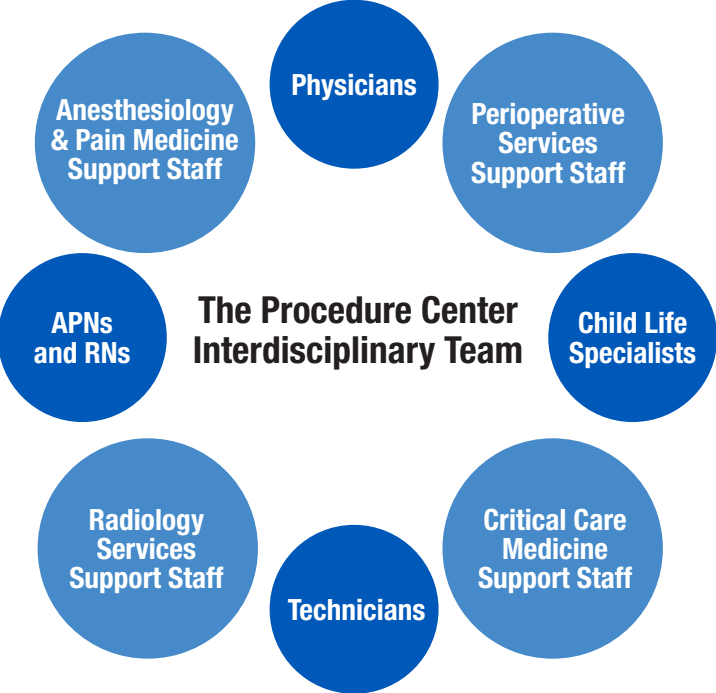 Physicians
Anesthesiology
& Pain Medicine
Support Staff
Perioperative
Services
Support Staff
APNs
and RNs
The Procedure Center
Interdisciplinary Team
Child Life
Specialists
Radiology
Services
Support Staff
Critical Care
Medicine
Support Staff
Technicians